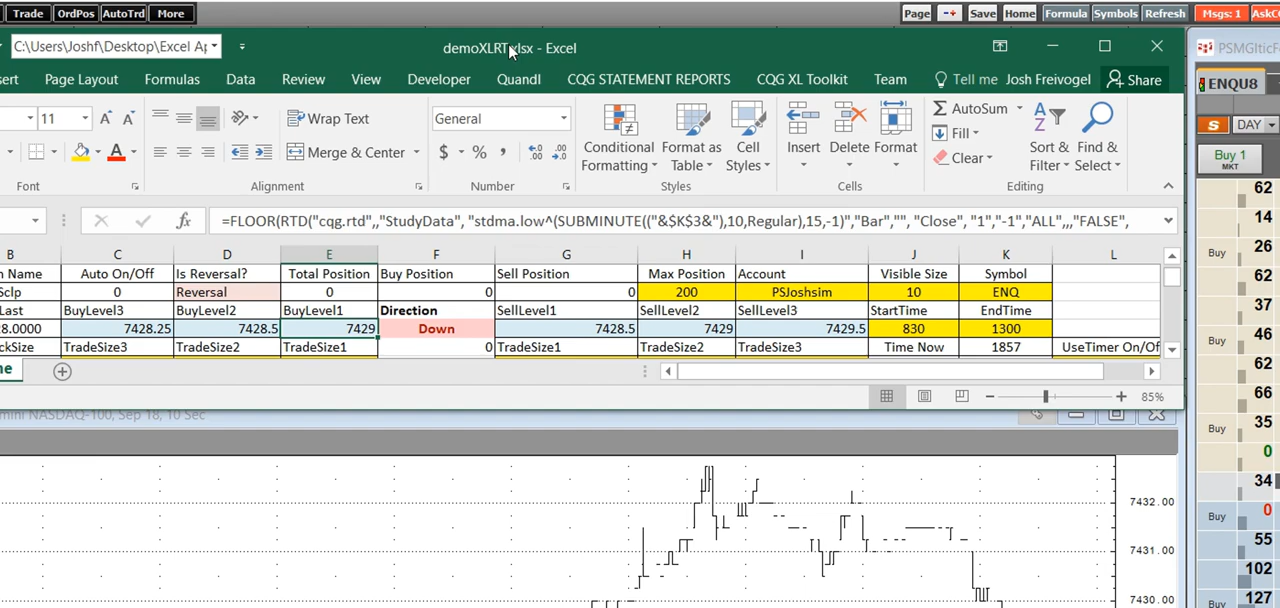 Trade OrdPos AutoTrd More Page -+ Save Home Formula Symbols Refresh Msgs: 1
C:\Users\Joshf\Desktop\Excel Ap demoXLRT.xlsx - Excel
Page Layout Formulas Data Review View Developer Quandl CQG STATEMENT REPORTS CQG XL Toolkit Team Tell me Josh Freivogel Share
ENQU8
S DAY
11 A A Wrap Text General AutoSum
Merge & Center $ % , Fill
Conditional Formatting Format as Table Cell Styles Insert Delete Format Clear Sort & Filter Find & Select
Font Alignment Number Styles Cells Editing
Buy 1
MKT
fx =FLOOR(RTD("cqg.rtd",,"StudyData", "stdma.low^(SUBMINUTE(("&$K$3&"),10,Regular),15,-1)","Bar","", "Close", "1","-1","ALL",,,"FALSE",
B C D E F G H I J K L
Name Auto On/Off Is Reversal? Total Position Buy Position Sell Position Max Position Account Visible Size Symbol
Sclp 0 Reversal 0 0 0 200 PSJoshsim 10 ENQ
Last BuyLevel3 BuyLevel2 BuyLevel1 Direction SellLevel1 SellLevel2 SellLevel3 StartTime EndTime
8.0000 7428.25 7428.5 7429 Down 7428.5 7429 7429.5 830 1300
ckSize TradeSize3 TradeSize2 TradeSize1 0 TradeSize1 TradeSize2 TradeSize3 Time Now 1857 UseTimer On/Of
85%
mini NASDAQ-100, Sep 18, 10 Sec
7432.00
7431.00
7430.00
62
14
Buy 26
62
37
Buy 46
62
66
Buy 35
0
34
Buy 0
55
102
Buy 127